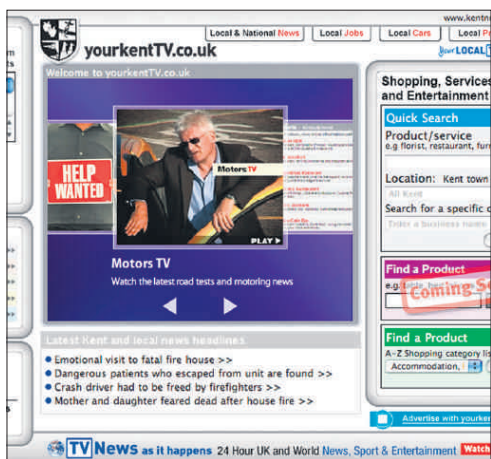 www.kentn
Local & National News
Local Jobs
Local Cars
Local P
yourkentTV.co.uk
your LOCAL
Welcome to yourkentTV.co.uk
HELP
WANTED
Motors TV
PLAY
Motors TV
Watch the latest road tests and motoring news
Latest Kent and local news headlines
Emotional visit to fatal fire house >>
Dangerous patients who escaped from unit are found >>
Crash driver had to be freed by firefighters >>
Mother and daughter feared dead after house fire >>
Shopping, Services
and Entertainment
Quick Search
Product/service
e.g florist, restaurant, furn
Location: Kent town
All Kent
Search for a specific c
Enter a business name
Find a Product
e.g.
Coming So
Find a Product
A-Z Shopping category lis
Accommodation,
Advertise with yourken
TV News as it happens 24 Hour UK and World News, Sport & Entertainment Watch